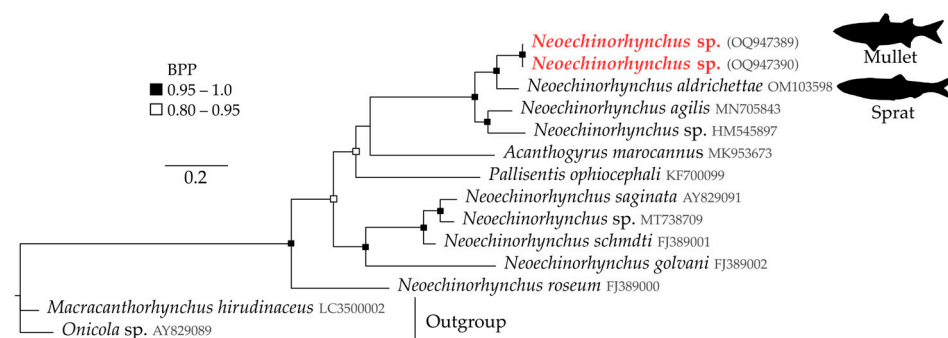 Neoechinorhynchus sp. (OQ947389)
Mullet
BPP
Neoechinorhynchus sp. (OQ947390)
0.95 – 1.0
Neoechinorhynchus aldrichettae OM103598
0.80 – 0.95
Neoechinorhynchus agilis MN705843
Sprat
Neoechinorhynchus sp. HM545897
Acanthogyrus marocannus MK953673
0.2
Pallisentis ophiocephali KF700099
Neoechinorhynchus saginata AY829091
Neoechinorhynchus sp. MT738709
Neoechinorhynchus schmdti FJ389001
Neoechinorhynchus golvani FJ389002
Neoechinorhynchus roseum FJ389000
Macracanthorhynchus hirudinaceus LC3500002
Outgroup
Onicola sp. AY829089